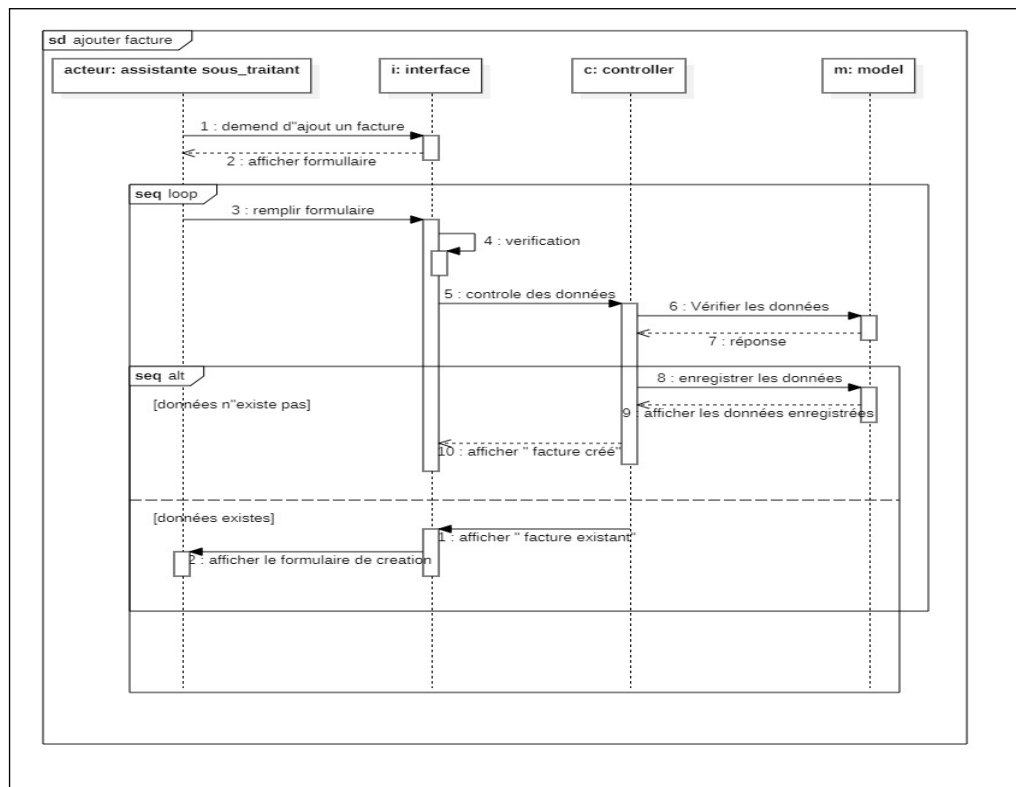 sd ajouter facture
acteur: assistante sous_traitant
i: interface
c: controller
m: model
1 : demend d"ajout un facture
2 : afficher formullaire
seq loop
3 : remplir formulaire
4 : verification
5 : controle des données
6 : Vérifier les données
7 : réponse
seq alt
8 : enregistrer les données
[données n"existe pas]
9 : afficher les données enregistrées
10 : afficher " facture créé"
[données existes]
1 : afficher " facture existant"
2 : afficher le formulaire de creation